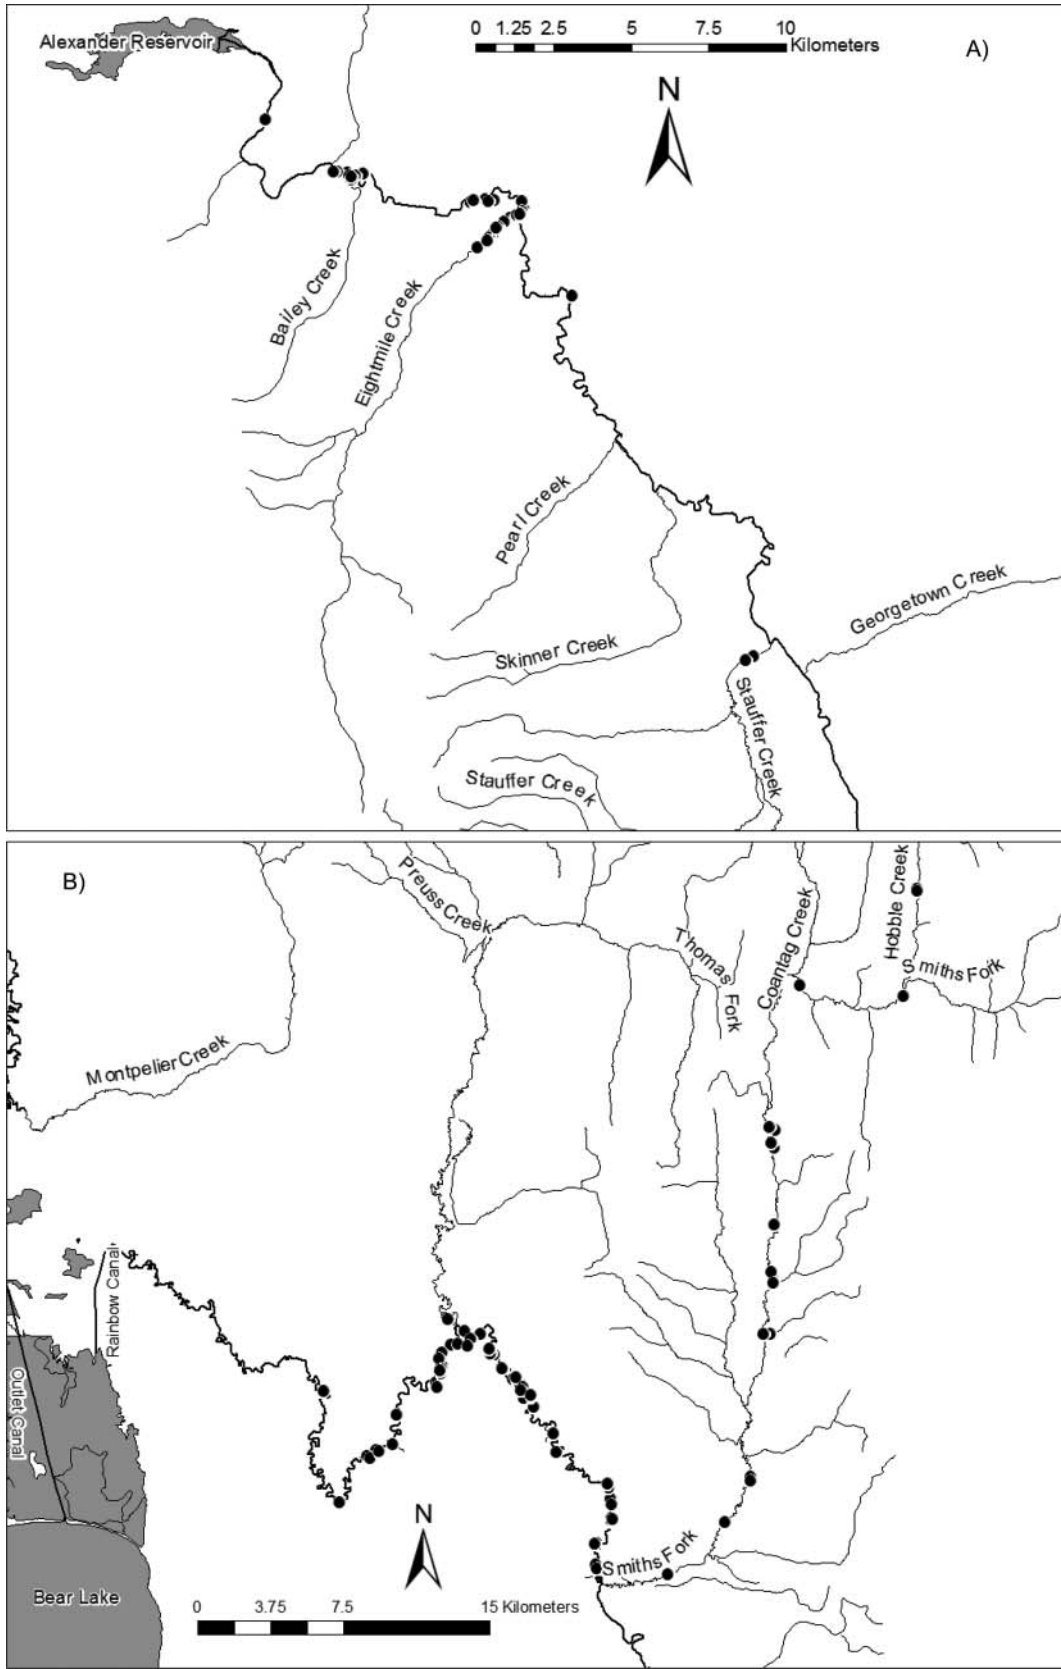 Alexander Reservoir
0 1.25 2.5 5 7.5 10
Kilometers
A)
N
Bailey Creek
Eightmile Creek
Pearl Creek
Georgetown Creek
Skinner Creek
Stauffer Creek
Stauffer Creek
B)
Preuss Creek
Thomas Fork
Coantag Creek
Hobble Creek
Smiths Fork
Montpelier Creek
Rainbow Canal
Outlet Canal
N
Smiths Fork
Bear Lake
0 3.75 7.5 15 Kilometers